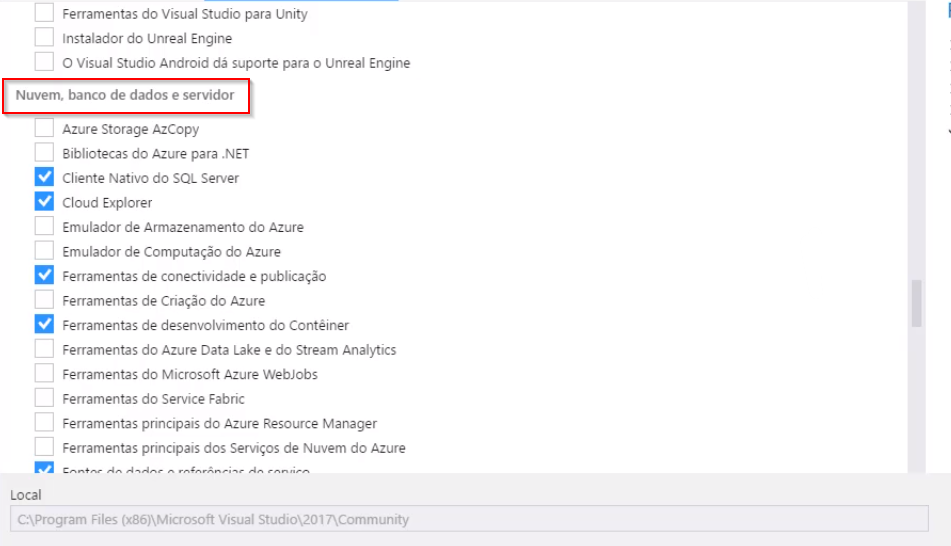 Ferramentas do Visual Studio para Unity
Instalador do Unreal Engine
O Visual Studio Android dá suporte para o Unreal Engine
Nuvem, banco de dados e servidor
Azure Storage AzCopy
Bibliotecas do Azure para .NET
Cliente Nativo do SQL Server
Cloud Explorer
Emulador de Armazenamento do Azure
Emulador de Computação do Azure
Ferramentas de conectividade e publicação
Ferramentas de Criação do Azure
Ferramentas de desenvolvimento do Contêiner
Ferramentas do Azure Data Lake e do Stream Analytics
Ferramentas do Microsoft Azure WebJobs
Ferramentas do Service Fabric
Ferramentas principais do Azure Resource Manager
Ferramentas principais dos Serviços de Nuvem do Azure
Fontes de dados e referências de serviço
Local
C:\Program Files (x86)\Microsoft Visual Studio\2017\Community